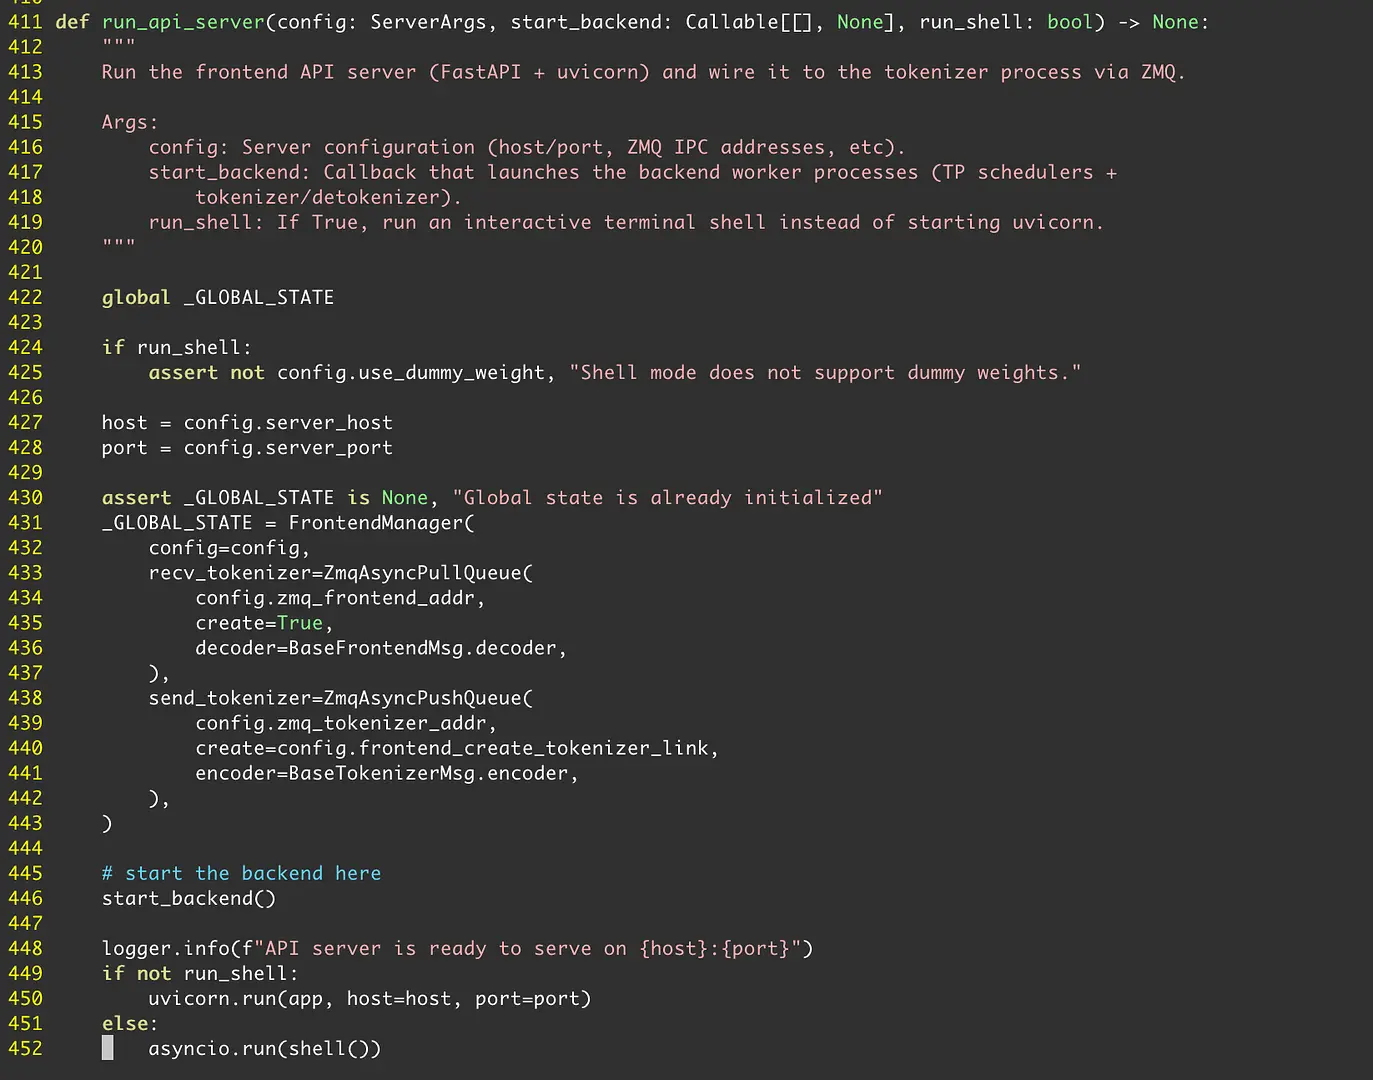 411 def run_api_server(config: ServerArgs, start_backend: Callable[[], None], run_shell: bool) -> None:
412     """
413     Run the frontend API server (FastAPI + uvicorn) and wire it to the tokenizer process via ZMQ.
414
415     Args:
416         config: Server configuration (host/port, ZMQ IPC addresses, etc).
417         start_backend: Callback that launches the backend worker processes (TP schedulers +
418             tokenizer/detokenizer).
419         run_shell: If True, run an interactive terminal shell instead of starting uvicorn.
420     """
421
422     global _GLOBAL_STATE
423
424     if run_shell:
425         assert not config.use_dummy_weight, "Shell mode does not support dummy weights."
426
427     host = config.server_host
428     port = config.server_port
429
430     assert _GLOBAL_STATE is None, "Global state is already initialized"
431     _GLOBAL_STATE = FrontendManager(
432         config=config,
433         recv_tokenizer=ZmqAsyncPullQueue(
434             config.zmq_frontend_addr,
435             create=True,
436             decoder=BaseFrontendMsg.decoder,
437         ),
438         send_tokenizer=ZmqAsyncPushQueue(
439             config.zmq_tokenizer_addr,
440             create=config.frontend_create_tokenizer_link,
441             encoder=BaseTokenizerMsg.encoder,
442         ),
443     )
444
445     # start the backend here
446     start_backend()
447
448     logger.info(f"API server is ready to serve on {host}:{port}")
449     if not run_shell:
450         uvicorn.run(app, host=host, port=port)
451     else:
452         asyncio.run(shell())